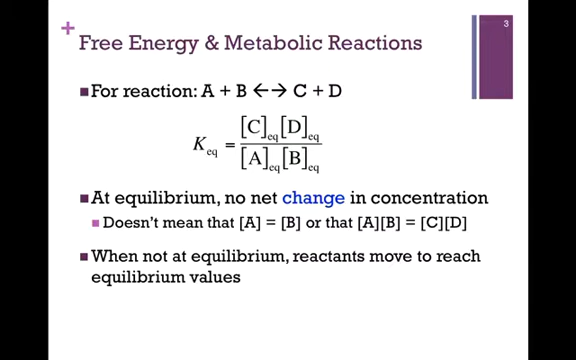 3
+
Free Energy & Metabolic Reactions
■For reaction: A + B ←→ C + D
K_eq = [C]_eq[D]_eq / [A]_eq[B]_eq
■At equilibrium, no net change in concentration
■ Doesn't mean that [A] = [B] or that [A][B] = [C][D]
■When not at equilibrium, reactants move to reach
equilibrium values